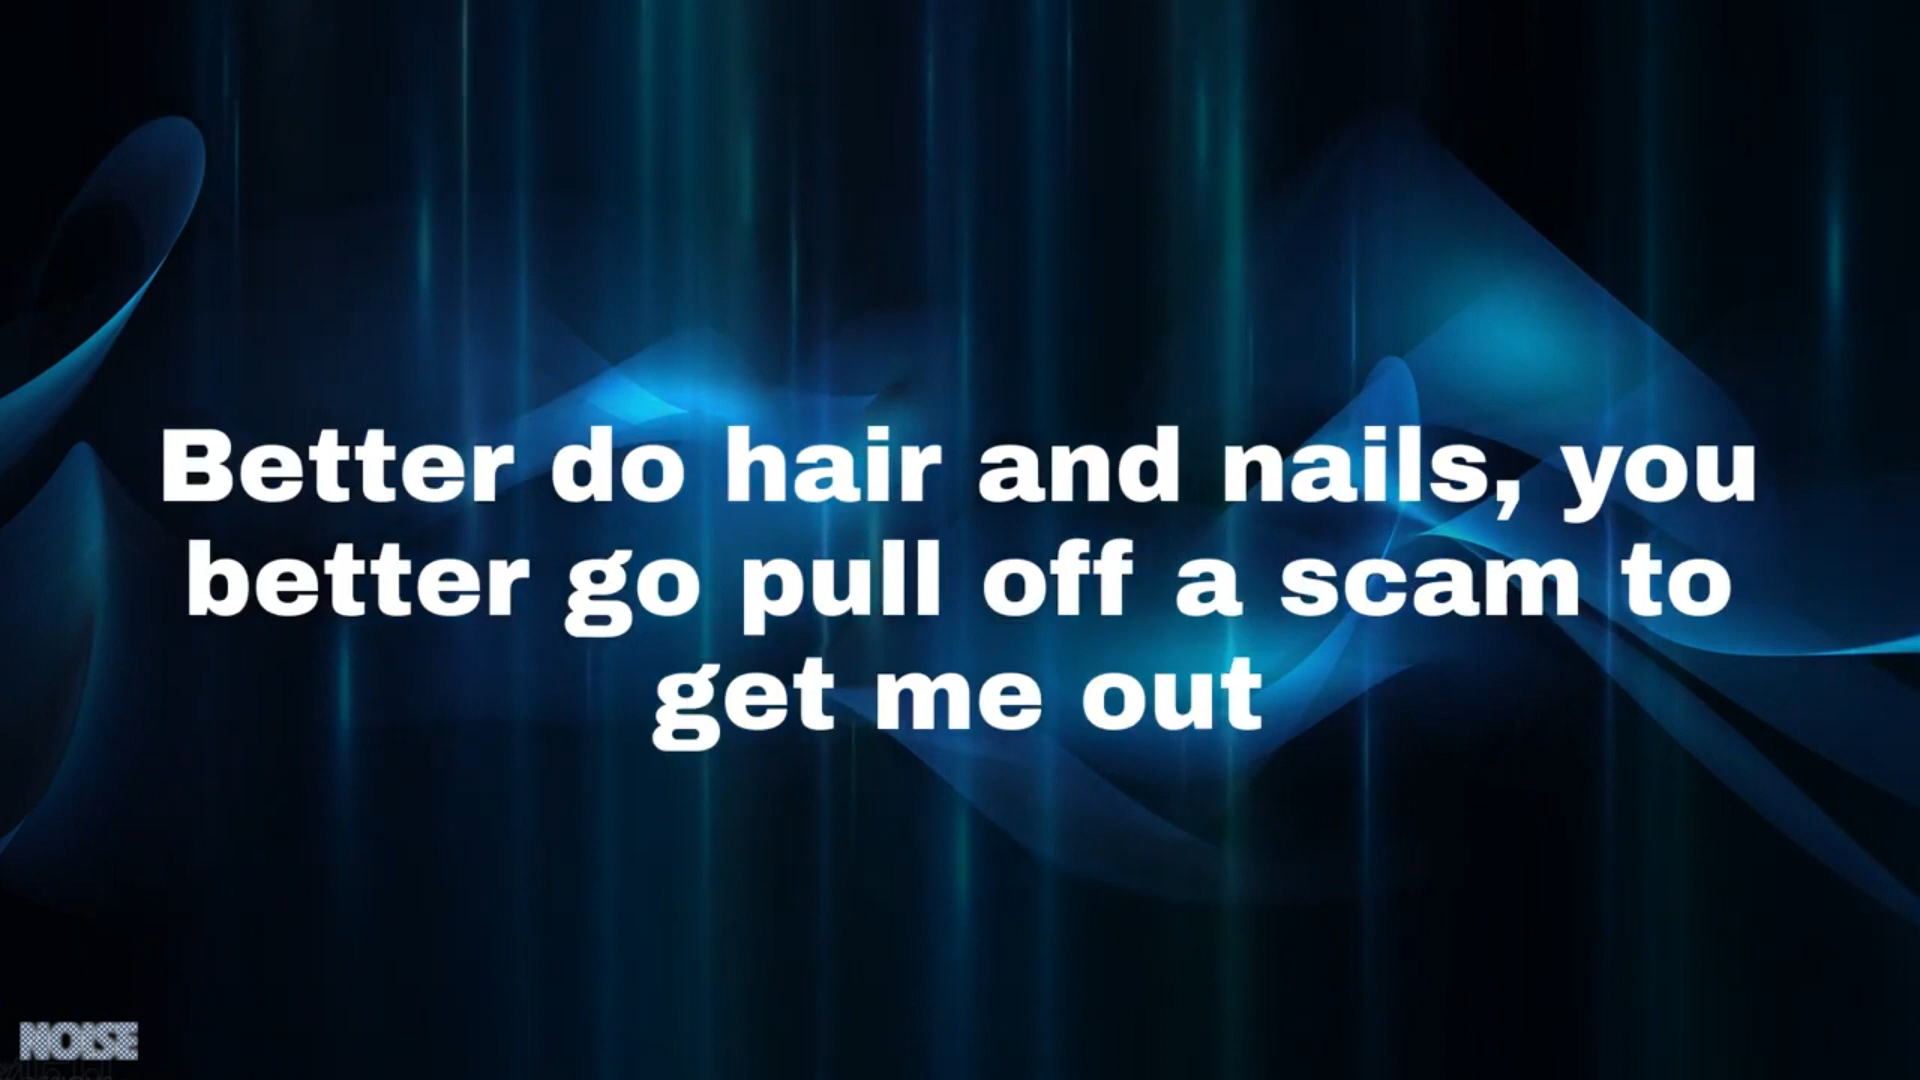 Better do hair and nails, you
better go pull off a scam to
get me out
NOISE